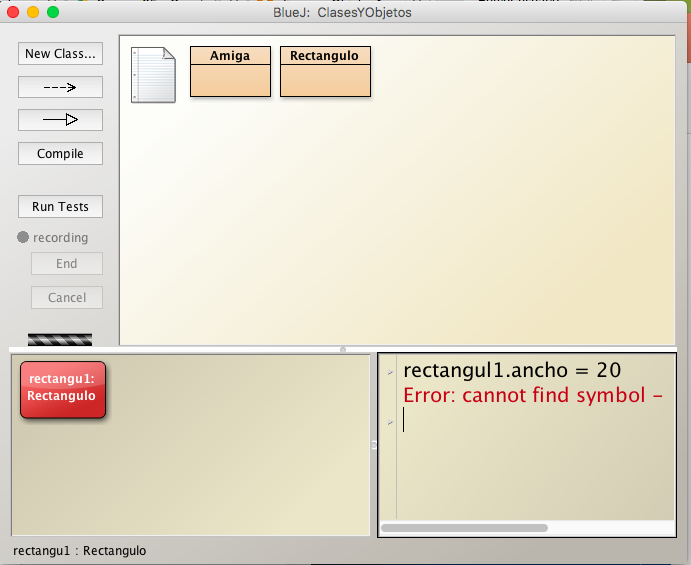 BlueJ: ClasesYObjetos
New Class...
Compile
Run Tests
recording
End
Cancel
Amiga
Rectangulo
rectangu1:
Rectangulo
rectangul1.ancho = 20
Error: cannot find symbol -
rectangu1 : Rectangulo